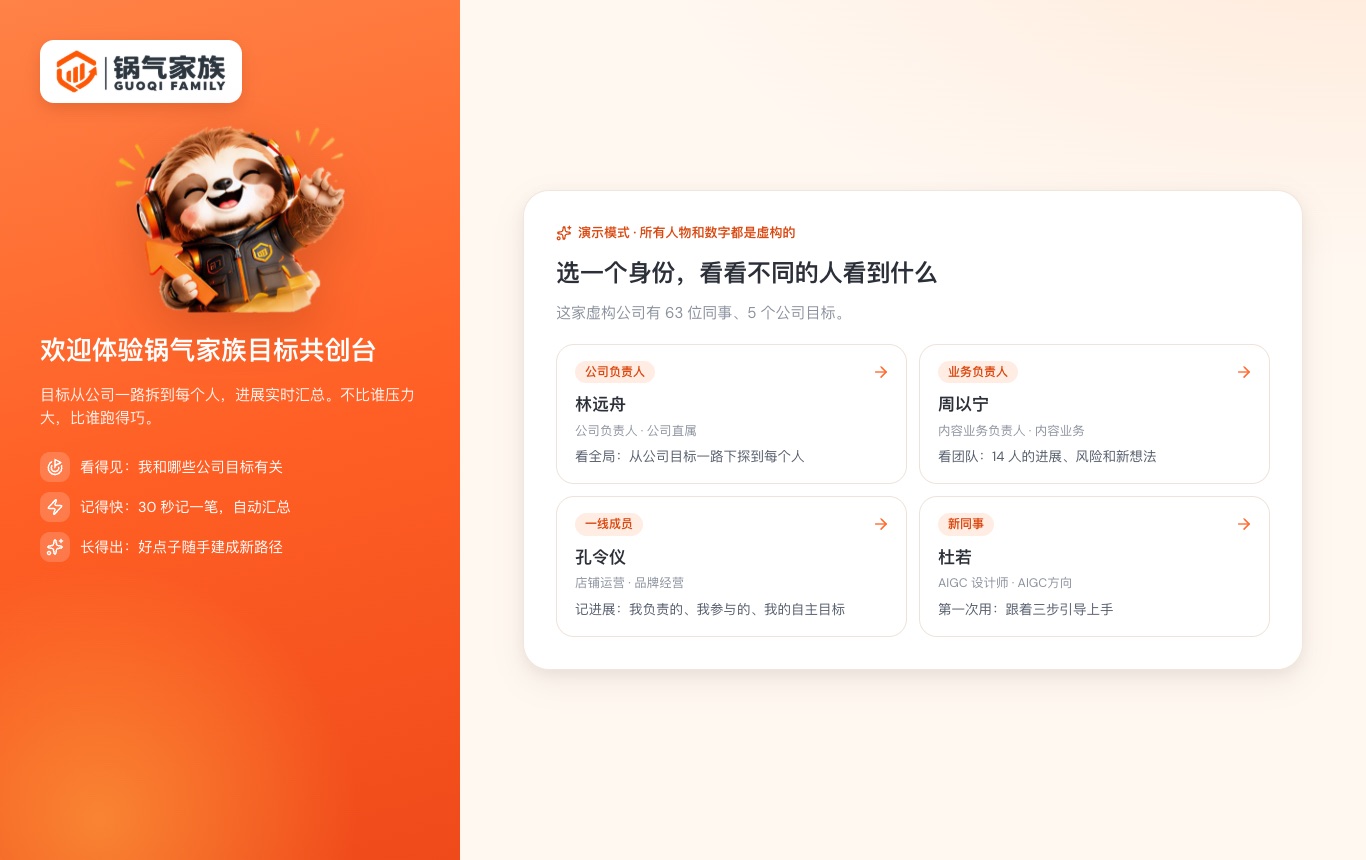 锅气家族
GUOQI FAMILY
欢迎体验锅气家族目标共创台
目标从公司一路拆到每个人，进展实时汇总。不比谁压力
大，比谁跑得巧。
看得见：我和哪些公司目标有关
记得快：30 秒记一笔，自动汇总
长得出：好点子随手建成新路径
演示模式 · 所有人物和数字都是虚构的
选一个身份，看看不同的人看到什么
这家虚构公司有 63 位同事、5 个公司目标。
公司负责人
林远舟
公司负责人 · 公司直属
看全局：从公司目标一路下探到每个人
业务负责人
周以宁
内容业务负责人 · 内容业务
看团队：14 人的进展、风险和新想法
一线成员
孔令仪
店铺运营 · 品牌经营
记进展：我负责的、我参与的、我的自主目标
新同事
杜若
AIGC 设计师 · AIGC方向
第一次用：跟着三步引导上手